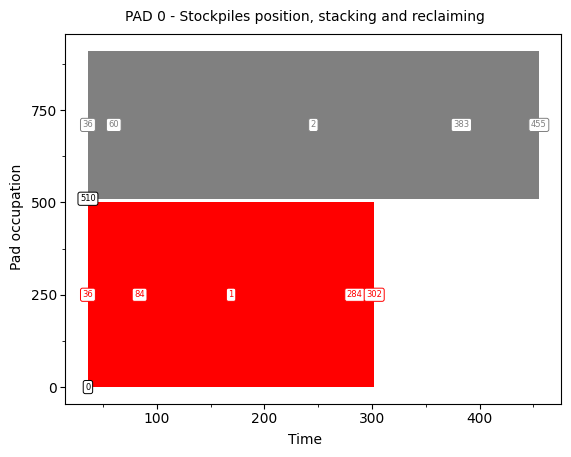 PAD 0 - Stockpiles position, stacking and reclaiming
Pad occupation
750
500
250
0
36 60 2 383 455
510
36 84 1 284 302
0
100 200 300 400
Time